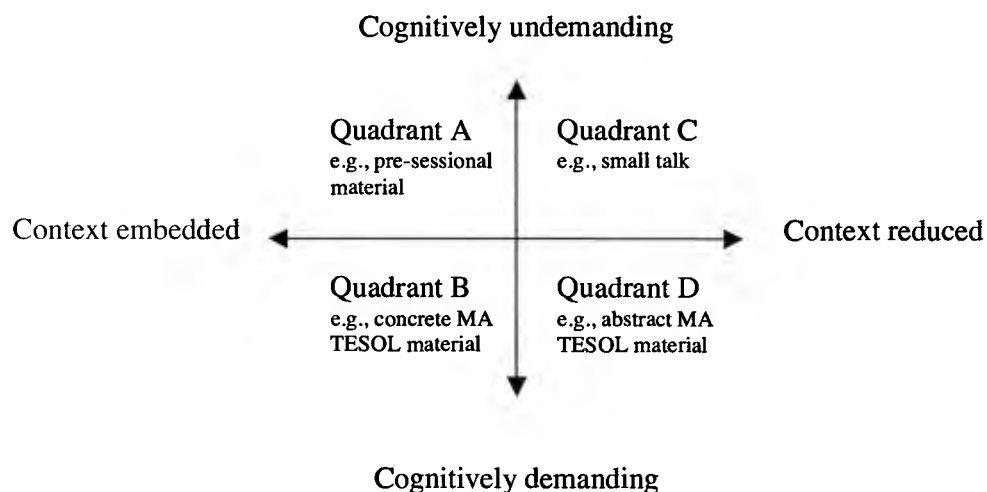 Cognitively undemanding
Quadrant A
e.g., pre-sessional
material
Quadrant C
e.g., small talk
Context embedded
Context reduced
Quadrant B
e.g., concrete MA
TESOL material
Quadrant D
e.g., abstract MA
TESOL material
Cognitively demanding